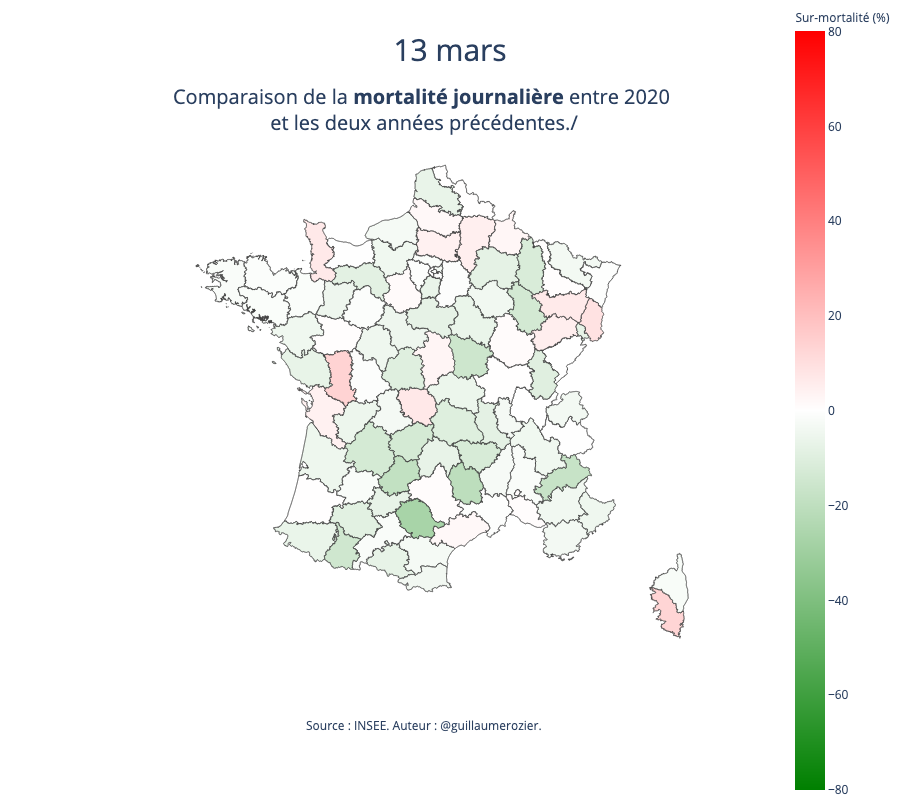 Sur-mortalité (%)
13 mars
Comparaison de la mortalité journalière entre 2020
et les deux années précédentes./
80
60
40
20
0
−20
−40
−60
−80
Source : INSEE. Auteur : @guillaumerozier.